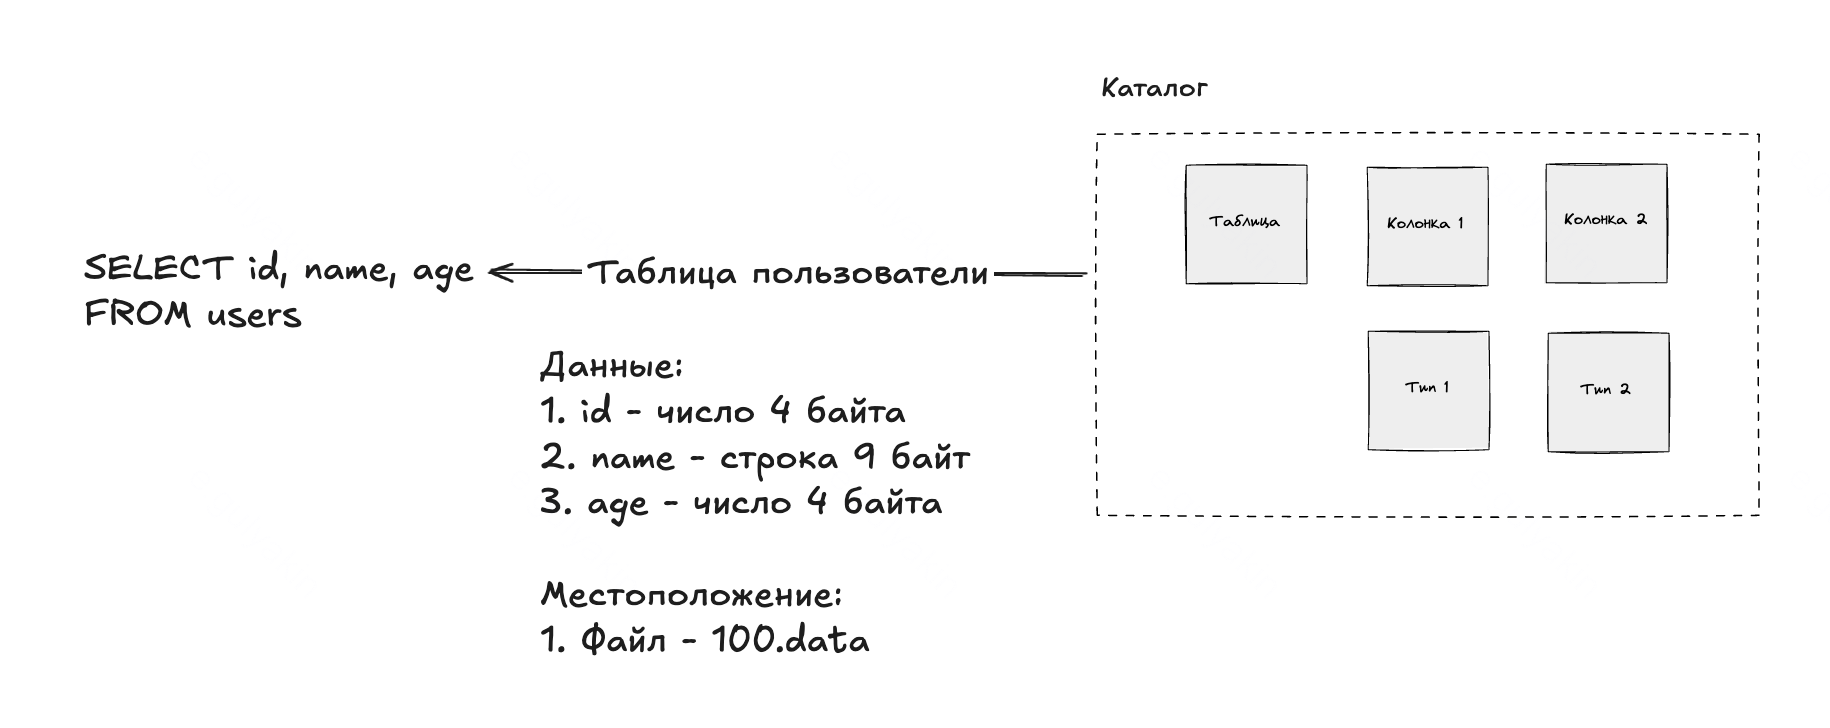 Каталог
Таблица
Колонка 1
Колонка 2
SELECT id, name, age
FROM users
Таблица пользователи
Тип 1
Тип 2
Данные:
1. id - число 4 байта
2. name - строка 9 байт
3. age - число 4 байта
Местоположение:
1. Файл - 100.data